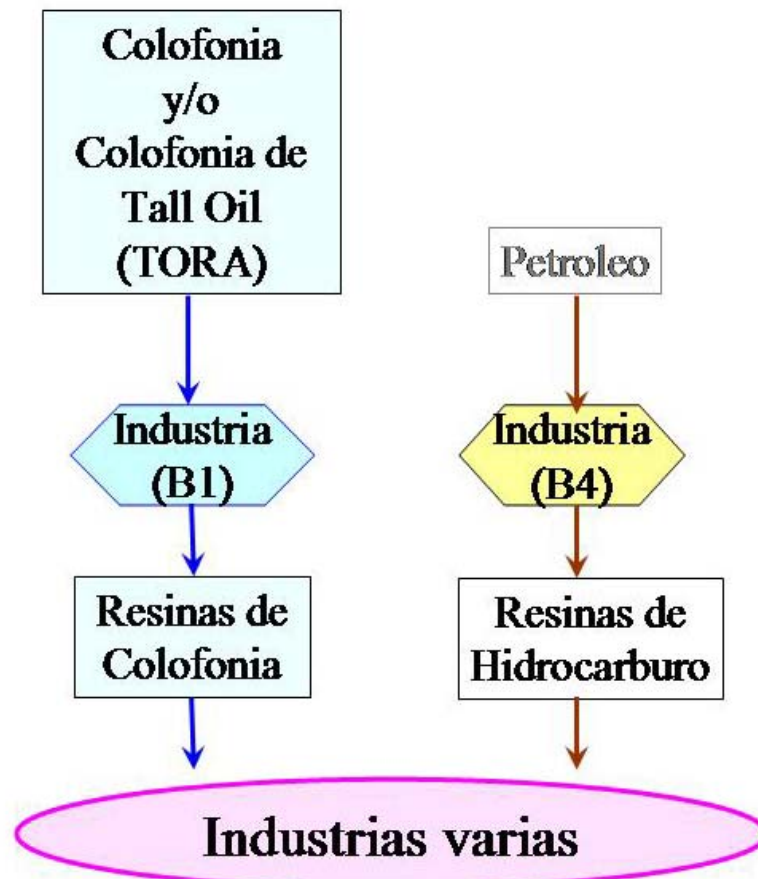 Colofonia
y/o
Colofonia de
Tall Oil
(TORA)
Petroleo
Industria
(B1)
Industria
(B4)
Resinas de
Colofonia
Resinas de
Hidrocarburo
Industrias varias